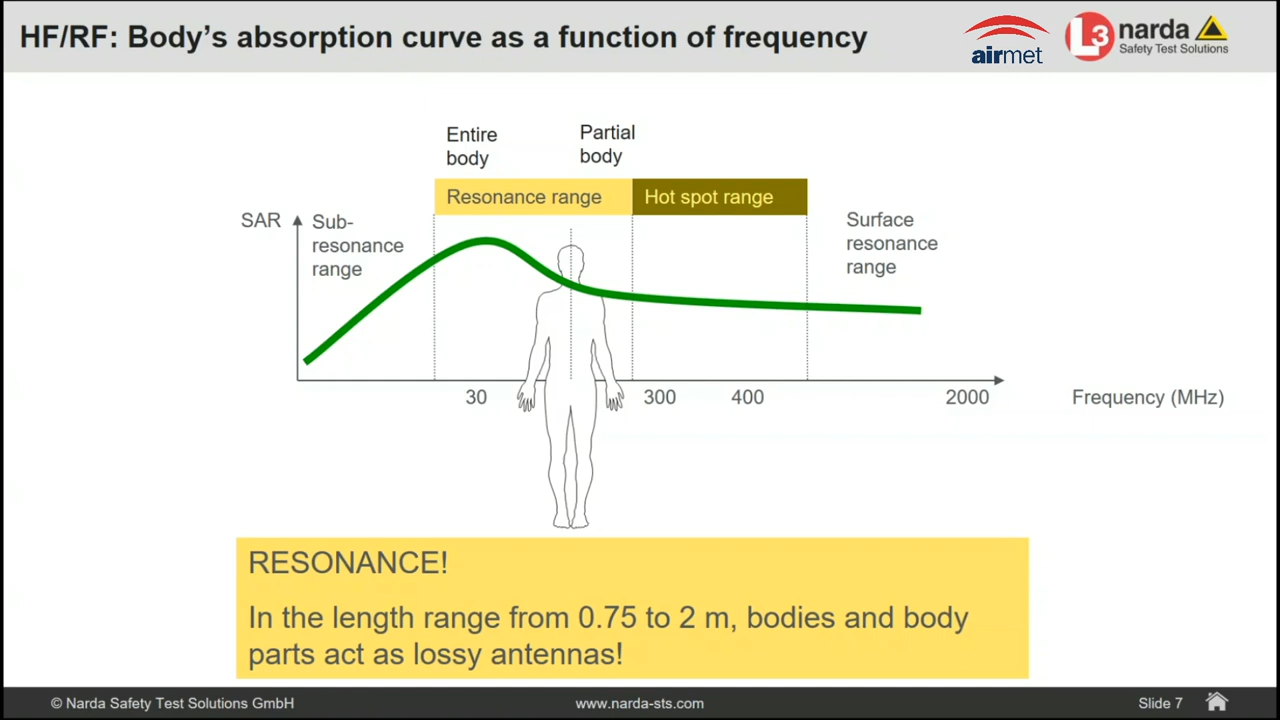 HF/RF: Body's absorption curve as a function of frequency
airmet
L3 narda
Safety Test Solutions
Entire
body
Partial
body
Resonance range
Hot spot range
SAR
Sub-
resonance
range
Surface
resonance
range
30
300
400
2000
Frequency (MHz)
RESONANCE!
In the length range from 0.75 to 2 m, bodies and body
parts act as lossy antennas!
© Narda Safety Test Solutions GmbH
www.narda-sts.com
Slide 7